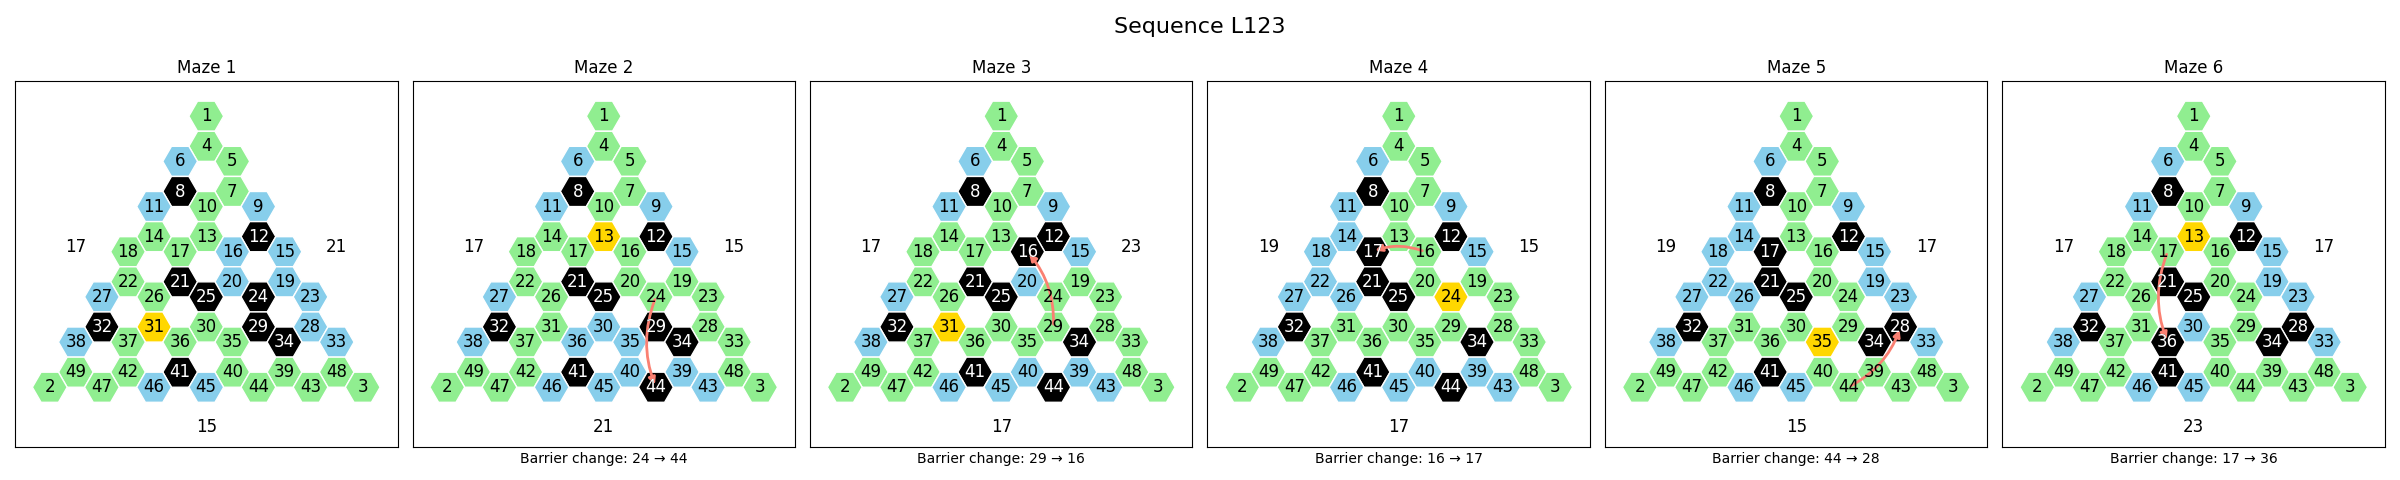 Sequence L123
Maze 1
1
4
6 5
8 7
11 10 9
14 13 12
17 18 17 16 15 21
22 21 20 19
27 26 25 24 23
32 31 30 29 28
38 37 36 35 34 33
49 42 41 40 39 48
2 47 46 45 44 43 3
15
Maze 2
1
4
6 5
8 7
11 10 9
14 13 12
17 18 17 16 15 15
22 21 20 19
27 26 25 24 23
32 31 30 29 28
38 37 36 35 34 33
49 42 41 40 39 48
2 47 46 45 44 43 3
21
Barrier change: 24 → 44
Maze 3
1
4
6 5
8 7
11 10 9
14 13 12
17 18 17 16 15 23
22 21 20 19
27 26 25 24 23
32 31 30 29 28
38 37 36 35 34 33
49 42 41 40 39 48
2 47 46 45 44 43 3
17
Barrier change: 29 → 16
Maze 4
1
4
6 5
8 7
11 10 9
14 13 12
19 18 17 16 15 15
22 21 20 19
27 26 25 24 23
32 31 30 29 28
38 37 36 35 34 33
49 42 41 40 39 48
2 47 46 45 44 43 3
17
Barrier change: 16 → 17
Maze 5
1
4
6 5
8 7
11 10 9
14 13 12
19 18 17 16 15 17
22 21 20 19
27 26 25 24 23
32 31 30 29 28
38 37 36 35 34 33
49 42 41 40 39 48
2 47 46 45 44 43 3
15
Barrier change: 44 → 28
Maze 6
1
4
6 5
8 7
11 10 9
14 13 12
17 18 17 16 15 17
22 21 20 19
27 26 25 24 23
32 31 30 29 28
38 37 36 35 34 33
49 42 41 40 39 48
2 47 46 45 44 43 3
23
Barrier change: 17 → 36